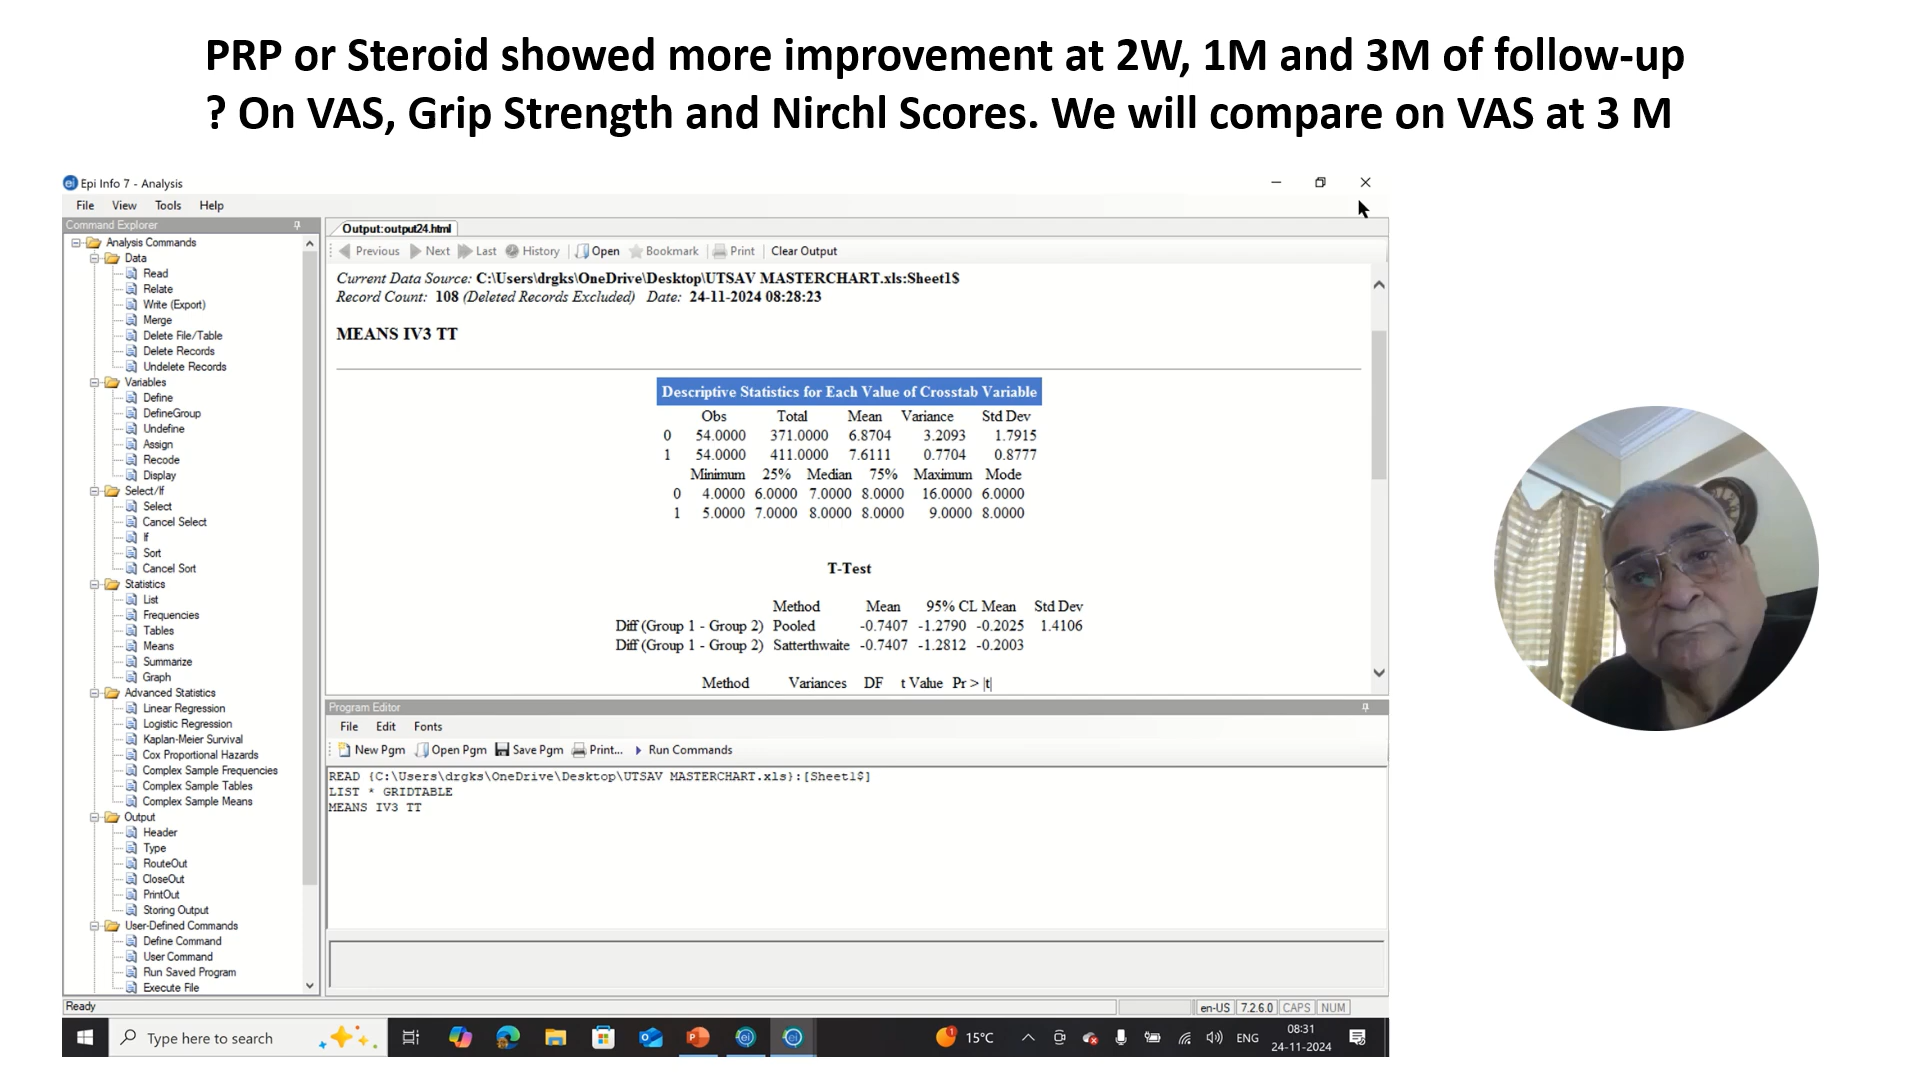 PRP or Steroid showed more improvement at 2W, 1M and 3M of follow-up
? On VAS, Grip Strength and Nirchl Scores. We will compare on VAS at 3 M
Epi Info 7 - Analysis
File View Tools Help
Command Explorer
Analysis Commands
Data
Read
Relate
Write (Export)
Merge
Delete File/Table
Delete Records
Undelete Records
Variables
Define
DefineGroup
Undefine
Assign
Recode
Display
Select/If
Select
Cancel Select
If
Sort
Cancel Sort
Statistics
List
Frequencies
Tables
Means
Summarize
Graph
Advanced Statistics
Linear Regression
Logistic Regression
Kaplan-Meier Survival
Cox Proportional Hazards
Complex Sample Frequencies
Complex Sample Tables
Complex Sample Means
Output
Header
Type
RouteOut
CloseOut
PrintOut
Storing Output
User-Defined Commands
Define Command
User Command
Run Saved Program
Execute File
Output:output24.html
Previous Next Last History Open Bookmark Print Clear Output
Current Data Source: C:\Users\drgks\OneDrive\Desktop\UTSAV MASTERCHART.xls:Sheet1$
Record Count: 108 (Deleted Records Excluded) Date: 24-11-2024 08:28:23
MEANS IV3 TT
Descriptive Statistics for Each Value of Crosstab Variable
Obs Total Mean Variance Std Dev
0 54.0000 371.0000 6.8704 3.2093 1.7915
1 54.0000 411.0000 7.6111 0.7704 0.8777
Minimum 25% Median 75% Maximum Mode
0 4.0000 6.0000 7.0000 8.0000 16.0000 6.0000
1 5.0000 7.0000 8.0000 8.0000 9.0000 8.0000
T-Test
Method Mean 95% CL Mean Std Dev
Diff (Group 1 - Group 2) Pooled -0.7407 -1.2790 -0.2025 1.4106
Diff (Group 1 - Group 2) Satterthwaite -0.7407 -1.2812 -0.2003
Method Variances DF t Value Pr > |t|
Program Editor
File Edit Fonts
New Pgm Open Pgm Save Pgm Print... Run Commands
READ {C:\Users\drgks\OneDrive\Desktop\UTSAV MASTERCHART.xls}:[Sheet1$]
LIST * GRIDTABLE
MEANS IV3 TT
Ready
en-US 7.2.6.0 CAPS NUM
Type here to search
15°C
ENG
08:31
24-11-2024